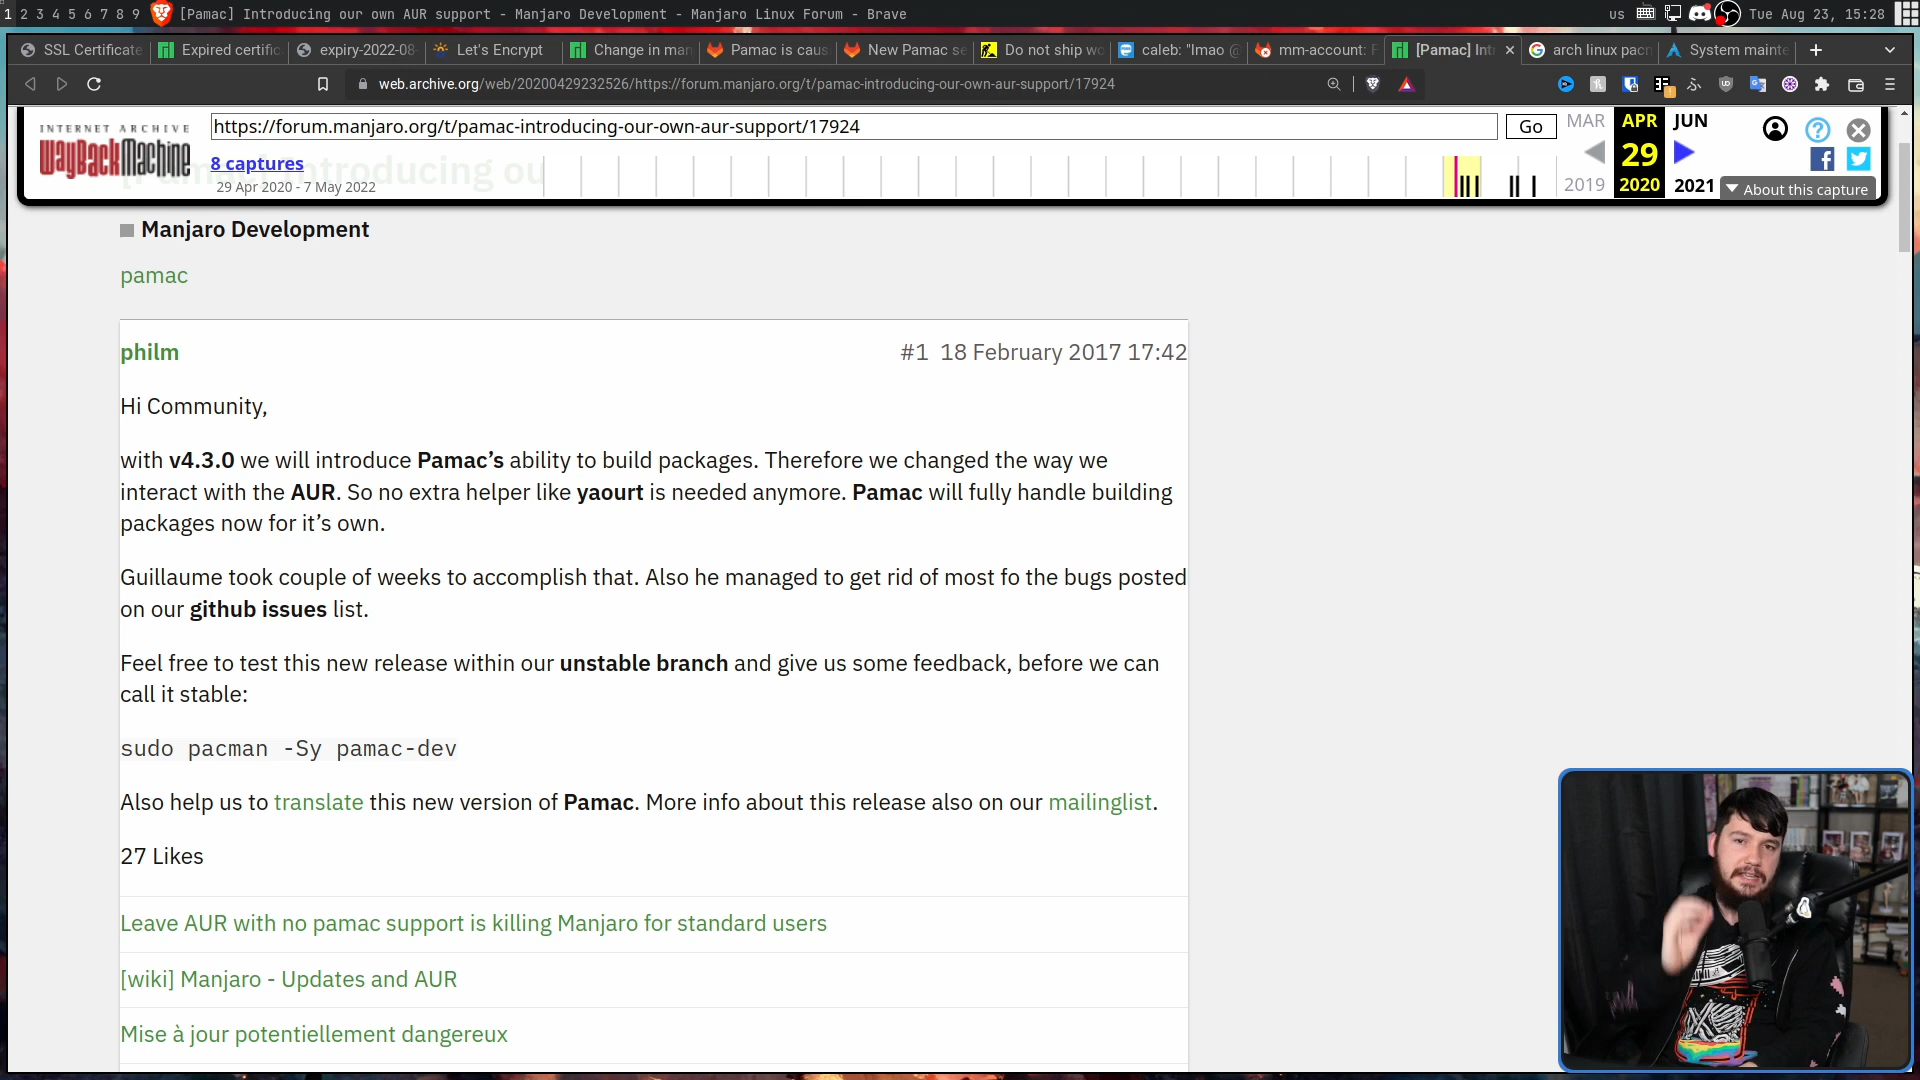 1 2 3 4 5 6 7 8 9 [Pamac] Introducing our own AUR support - Manjaro Development - Manjaro Linux Forum - Brave us Tue Aug 23, 15:28
SSL Certificate Expired certific expiry-2022-08- Let's Encrypt Change in man Pamac is caus New Pamac se Do not ship wo caleb: "lmao @ mm-account: F [Pamac] Int arch linux pacm System mainte
web.archive.org/web/20200429232526/https://forum.manjaro.org/t/pamac-introducing-our-own-aur-support/17924
INTERNET ARCHIVE
WayBackMachine
https://forum.manjaro.org/t/pamac-introducing-our-own-aur-support/17924 Go MAR APR JUN
8 captures
29 Apr 2020 - 7 May 2022
29
2019 2020 2021 About this capture
[Pamac] Introducing ou
Manjaro Development
pamac
philm #1 18 February 2017 17:42
Hi Community,
with v4.3.0 we will introduce Pamac’s ability to build packages. Therefore we changed the way we
interact with the AUR. So no extra helper like yaourt is needed anymore. Pamac will fully handle building
packages now for it’s own.
Guillaume took couple of weeks to accomplish that. Also he managed to get rid of most fo the bugs posted
on our github issues list.
Feel free to test this new release within our unstable branch and give us some feedback, before we can
call it stable:
sudo pacman -Sy pamac-dev
Also help us to translate this new version of Pamac. More info about this release also on our mailinglist.
27 Likes
Leave AUR with no pamac support is killing Manjaro for standard users
[wiki] Manjaro - Updates and AUR
Mise à jour potentiellement dangereux